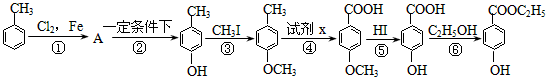 CH₃ CH₃ CH₃ COOH COOH COOC₂H₅
Cl₂，Fe 一定条件下 CH₃I 试剂 x HI C₂H₅OH
① A ② ③ ④ ⑤ ⑥
OH OCH₃ OCH₃ OH OH